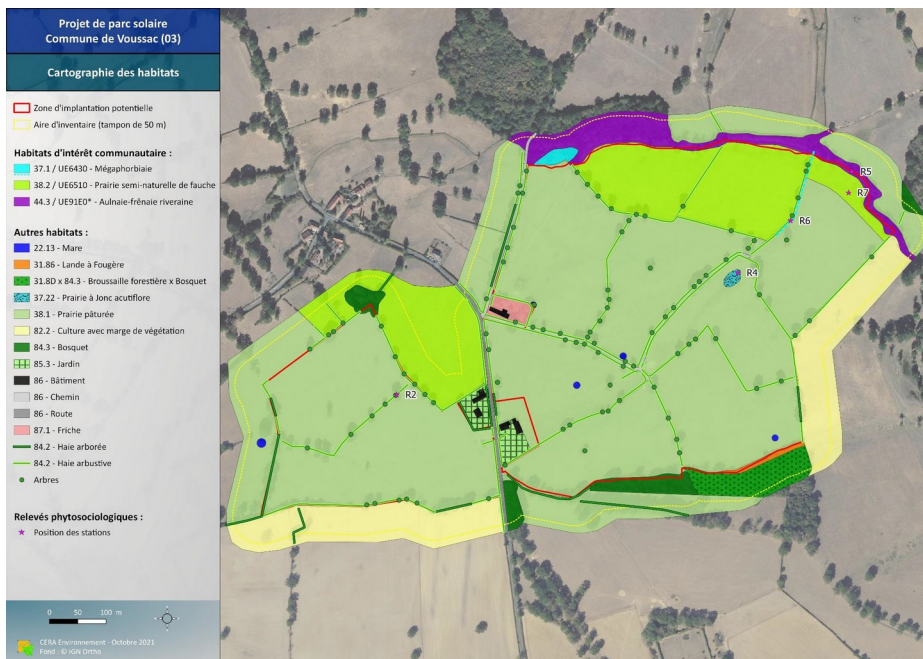 Projet de parc solaire
Commune de Voussac (03)
Cartographie des habitats
Zone d'implantation potentielle
Aire d'inventaire (tampon de 50 m)
Habitats d'intérêt communautaire :
37.1 / UE6430 - Mégaphorbiaie
38.2 / UE6510 - Prairie semi-naturelle de fauche
44.3 / UE91E0* - Aulnaie-frênaie riveraine
Autres habitats :
22.13 - Mare
31.86 - Lande à Fougère
31.8D x 84.3 - Broussaille forestière x Bosquet
37.22 - Prairie à Jonc acutiflore
38.1 - Prairie pâturée
82.2 - Culture avec marge de végétation
84.3 - Bosquet
85.3 - Jardin
86 - Bâtiment
86 - Chemin
86 - Route
87.1 - Friche
84.2 - Haie arborée
84.2 - Haie arbustive
Arbres
Relevés phytosociologiques :
Position des stations
0 50 100 m
CERA Environnement - Octobre 2021
Fond : © IGN Ortho
R5
R7
R6
R4
R2